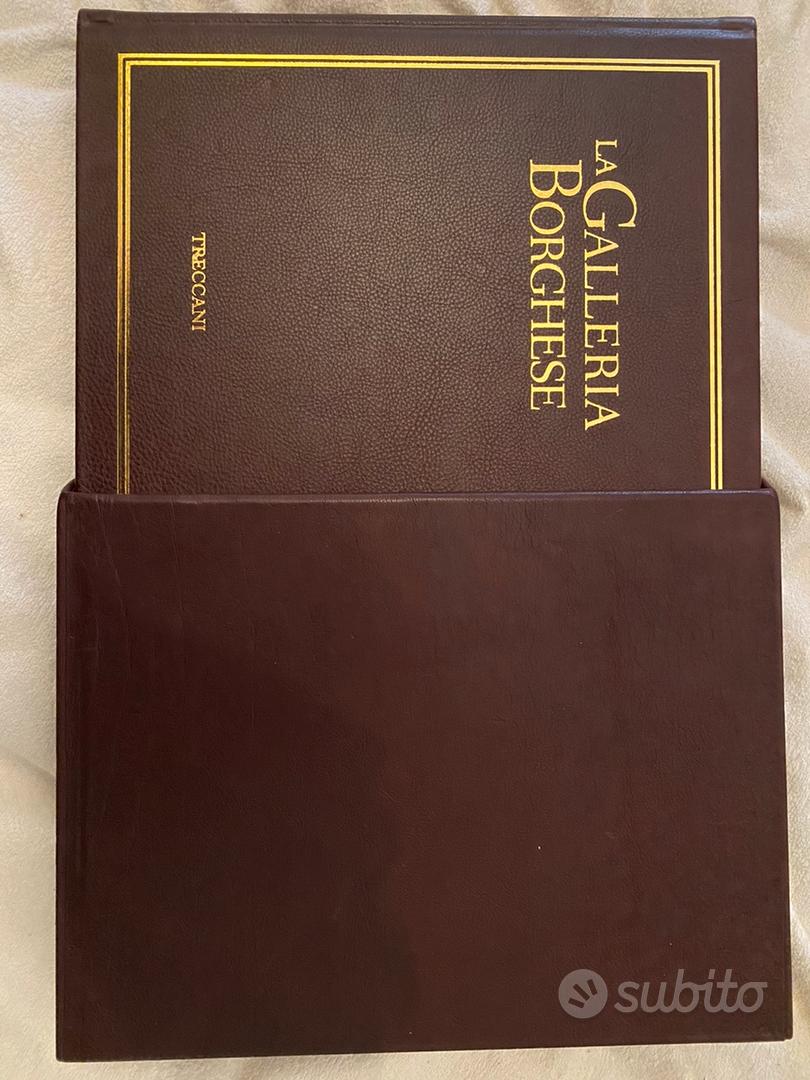 LA GALLERIA
BORGHESE
TRECCANI
subito